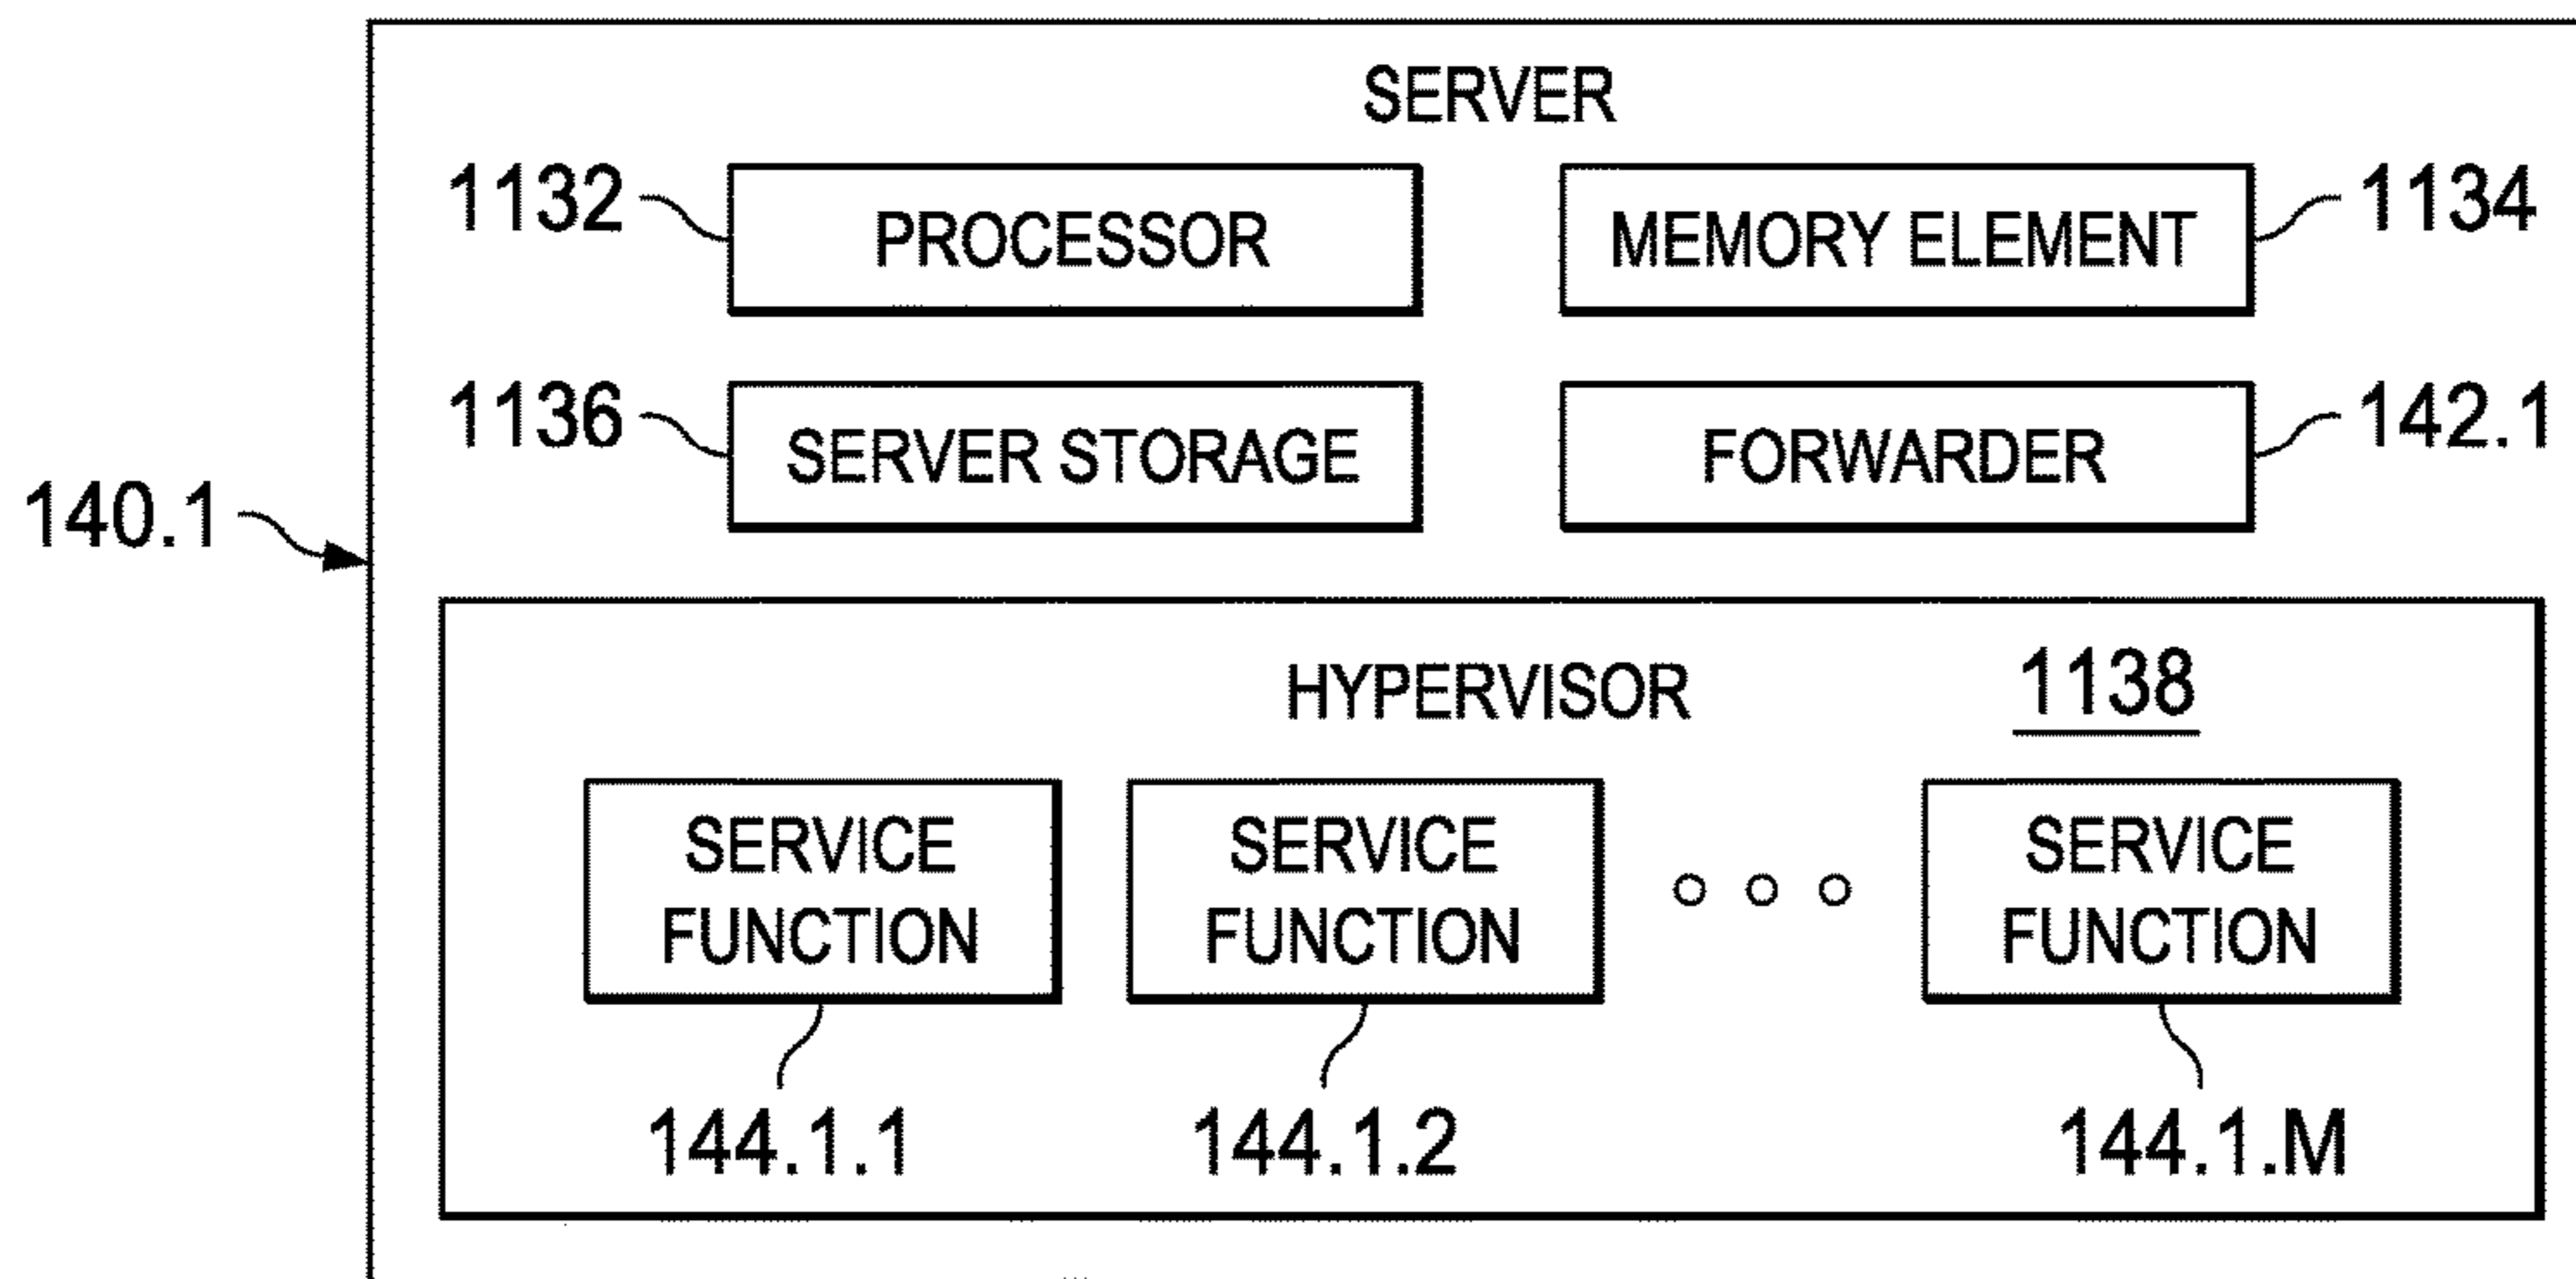 SERVER
1132
PROCESSOR
MEMORY ELEMENT
1134
1136
SERVER STORAGE
FORWARDER
142.1
140.1
HYPERVISOR
1138
SERVICE
FUNCTION
SERVICE
FUNCTION
SERVICE
FUNCTION
144.1.1
144.1.2
144.1.M